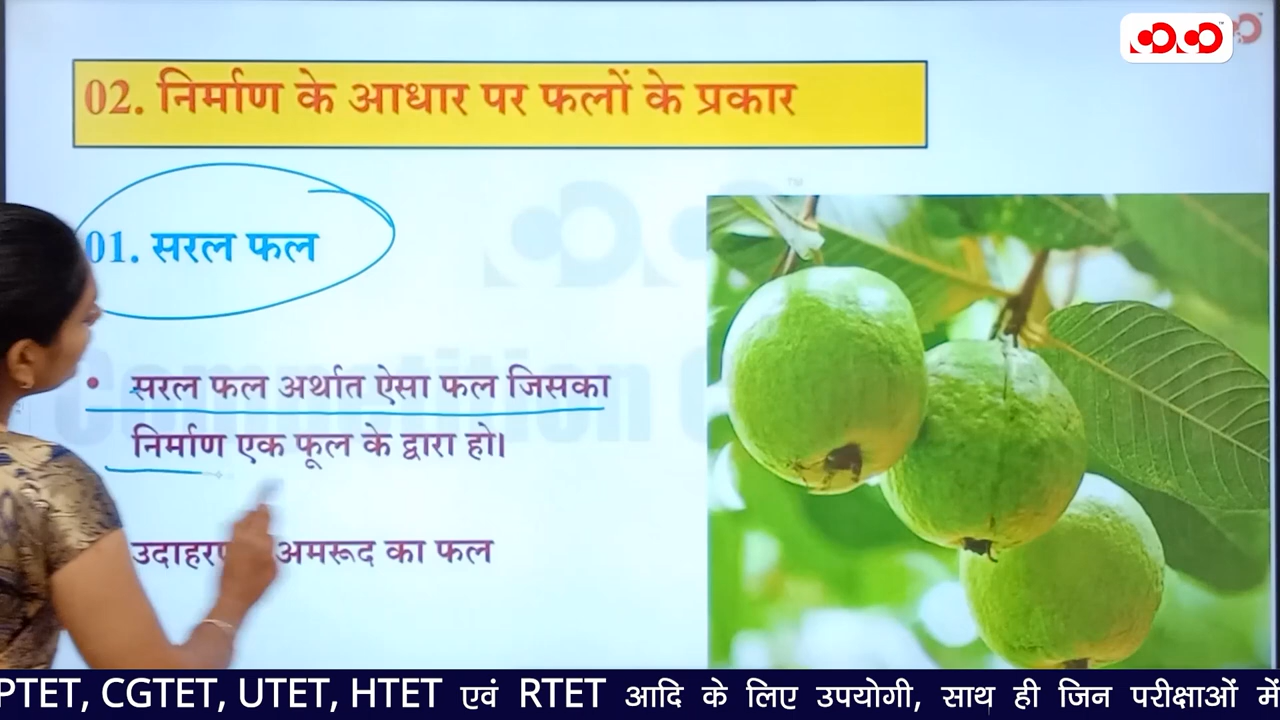 02. निर्माण के आधार पर फलों के प्रकार
01. सरल फल
• सरल फल अर्थात ऐसा फल जिसका
निर्माण एक फूल के द्वारा हो।
अमरूद का फल
PTET, CGTET, UTET, HTET एवं RTET आदि के लिए उपयोगी, साथ ही जिन परीक्षाओं में